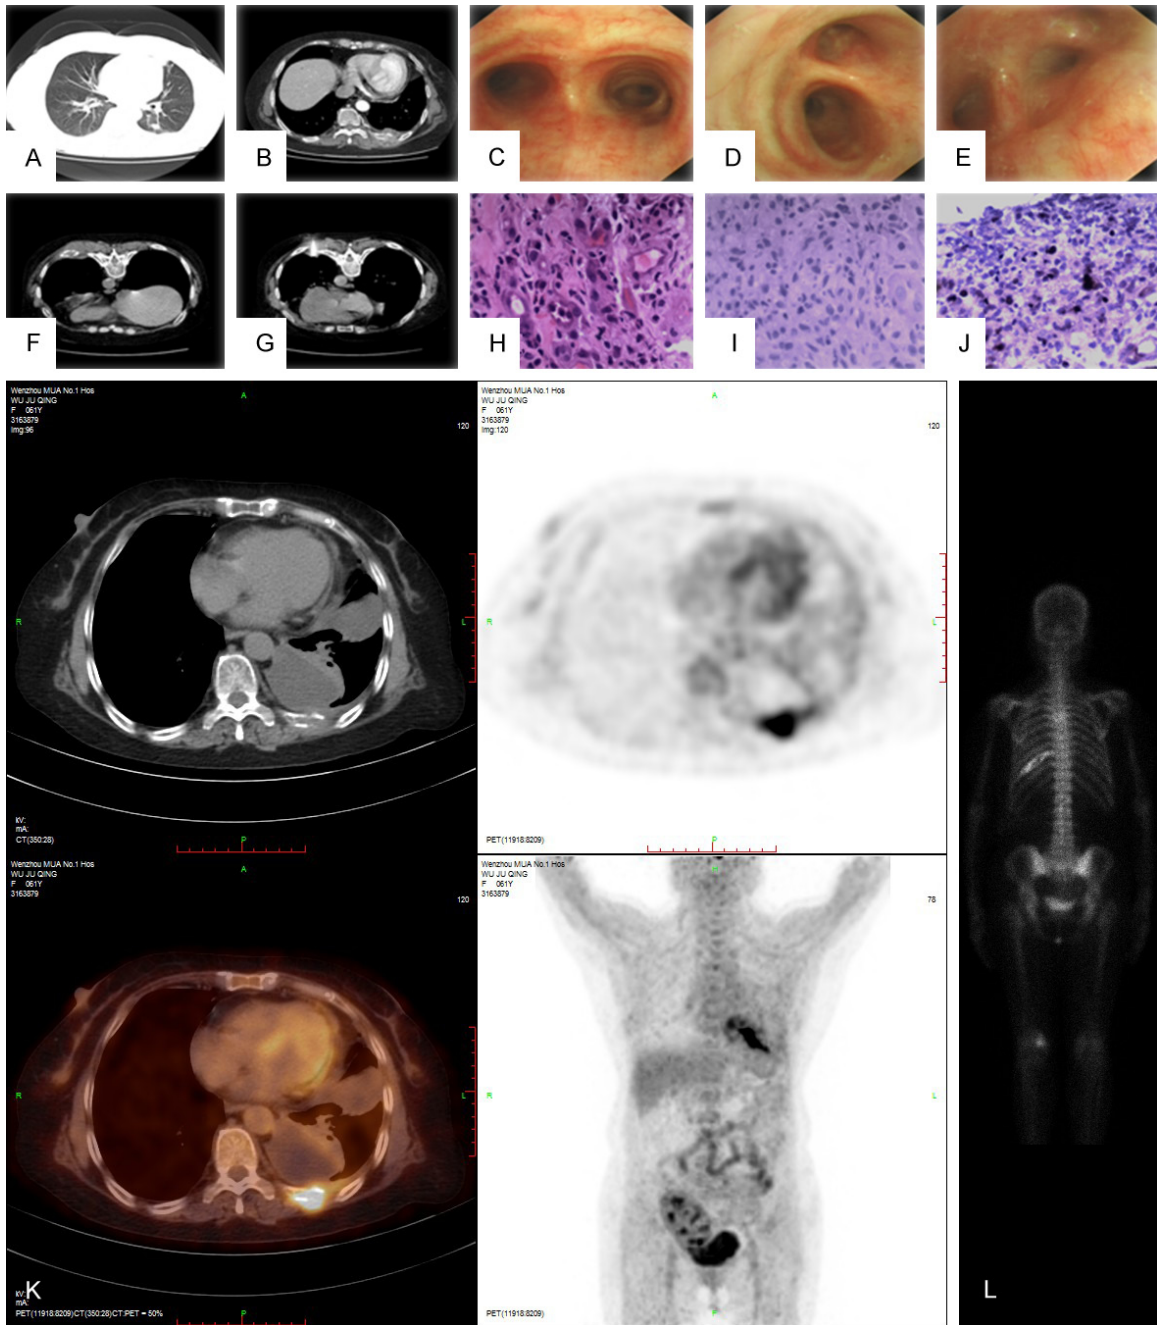 A
B
C
D
E
F
G
H
I
J
Wenzhou MUA No.1 Hos
WU JU QING
F 061Y
3163879
Img:96
A
120
R
L
kV:
mA:
CT(350:28)
P
Wenzhou MUA No.1 Hos
WU JU QING
F 061Y
3163879
Img:120
A
120
R
L
PET(11918:8209)
P
Wenzhou MUA No.1 Hos
WU JU QING
F 061Y
3163879
A
120
R
L
K
kV:
mA:
PET(11918:8209)CT(350:28)CT:PET = 50%
P
Wenzhou MUA No.1 Hos
WU JU QING
F 061Y
3163879
78
R
L
PET(11918:8209)
L